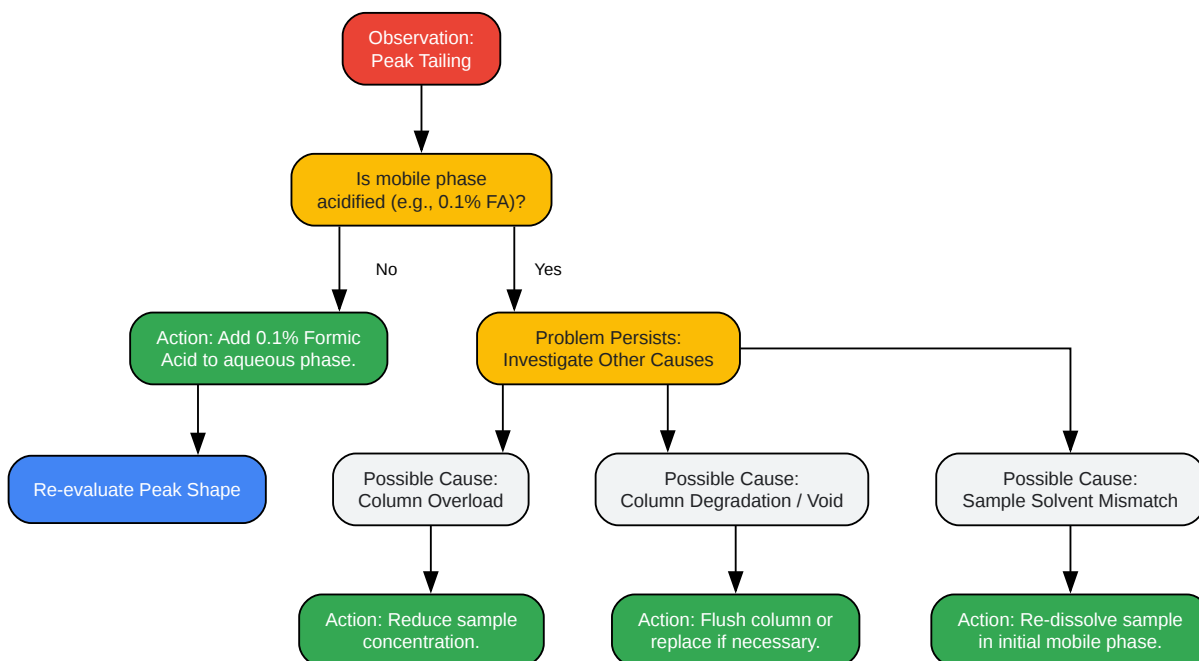 Observation:
Peak Tailing
Is mobile phase
acidified (e.g., 0.1% FA)?
No
Yes
Action: Add 0.1% Formic
Acid to aqueous phase.
Problem Persists:
Investigate Other Causes
Re-evaluate Peak Shape
Possible Cause:
Column Overload
Possible Cause:
Column Degradation / Void
Possible Cause:
Sample Solvent Mismatch
Action: Reduce sample
concentration.
Action: Flush column or
replace if necessary.
Action: Re-dissolve sample
in initial mobile phase.